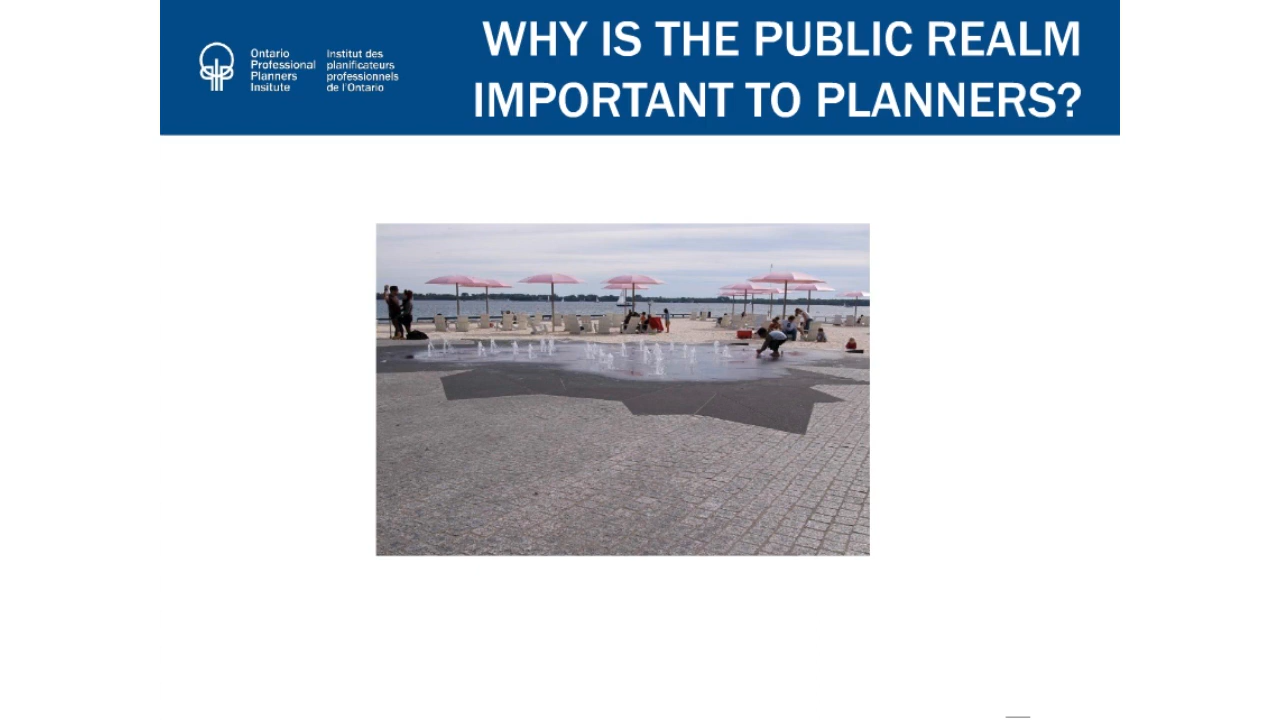 WHY IS THE PUBLIC REALM
IMPORTANT TO PLANNERS?
Ontario
Professional
Planners
Insitute
Institut des
planificateurs
professionnels
de l'Ontario